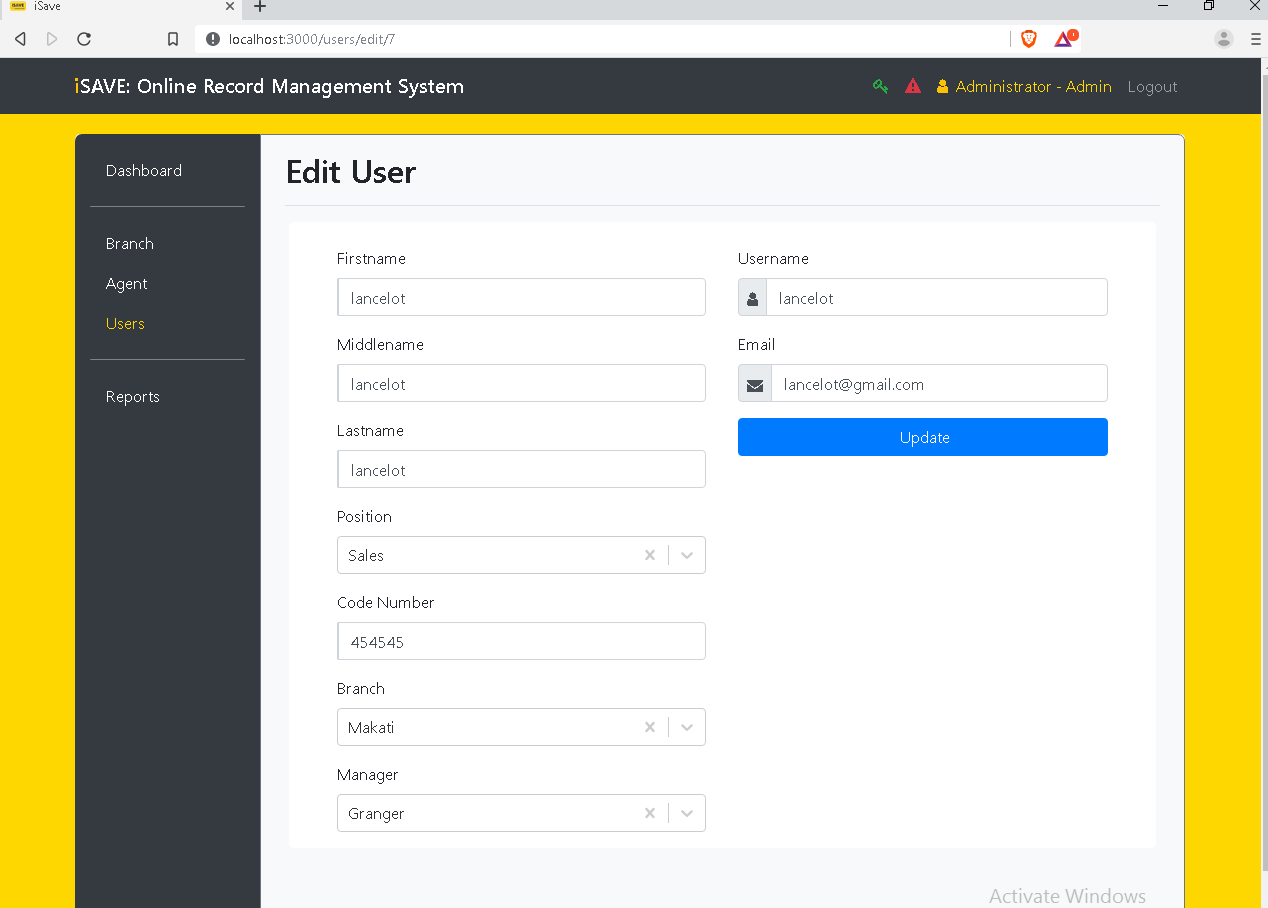 iSave
localhost:3000/users/edit/7
iSAVE: Online Record Management System
Administrator - Admin
Logout
Dashboard
Branch
Agent
Users
Reports
Edit User
Firstname
lancelot
Middlename
lancelot
Lastname
lancelot
Position
Sales
Code Number
454545
Branch
Makati
Manager
Granger
Username
lancelot
Email
lancelot@gmail.com
Update
Activate Windows